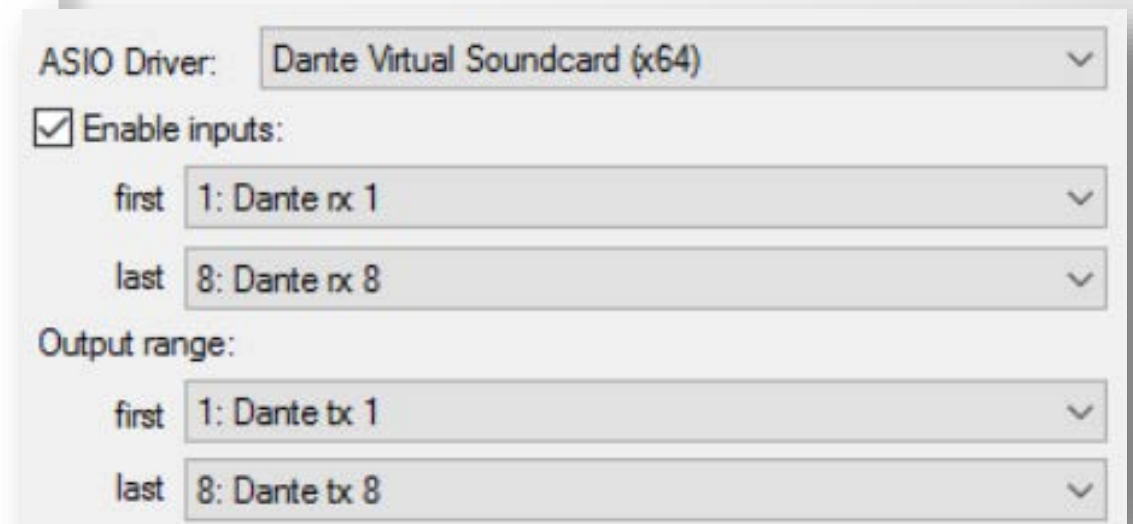 ASIO Driver: Dante Virtual Soundcard (x64)
Enable inputs:
first 1: Dante rx 1
last 8: Dante rx 8
Output range:
first 1: Dante tx 1
last 8: Dante tx 8